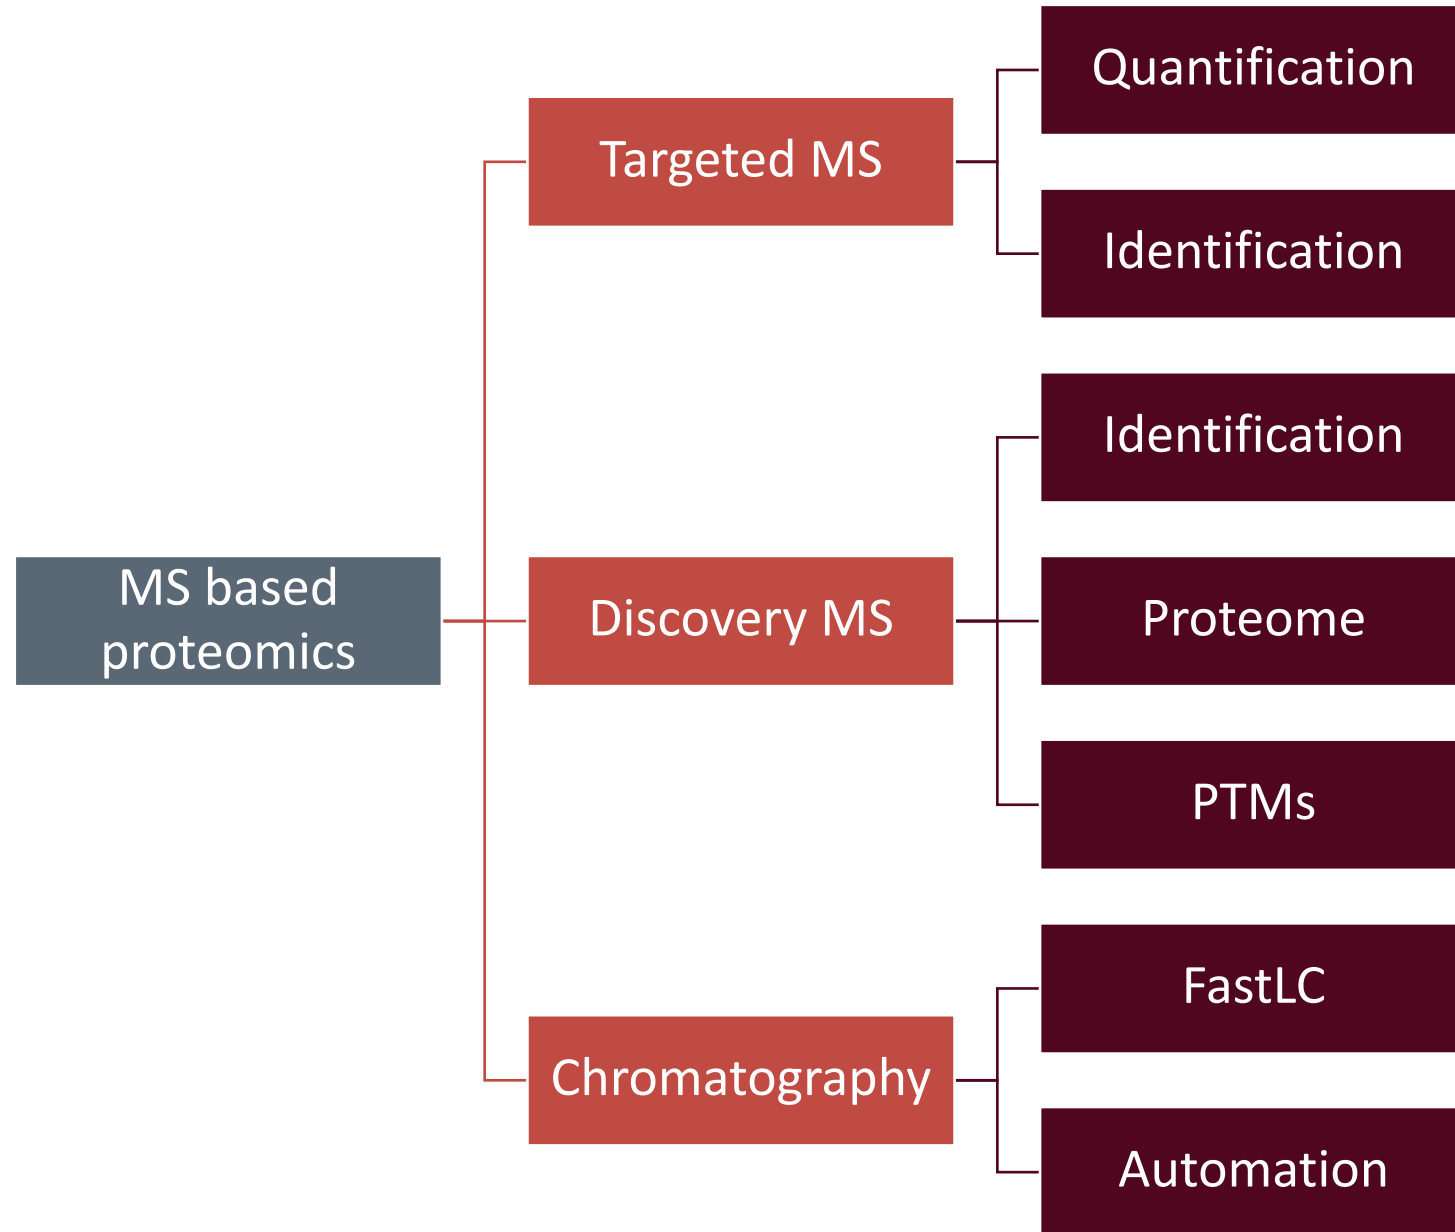 MS based
proteomics
Targeted MS
Quantification
Identification
Discovery MS
Identification
Proteome
PTMs
Chromatography
FastLC
Automation